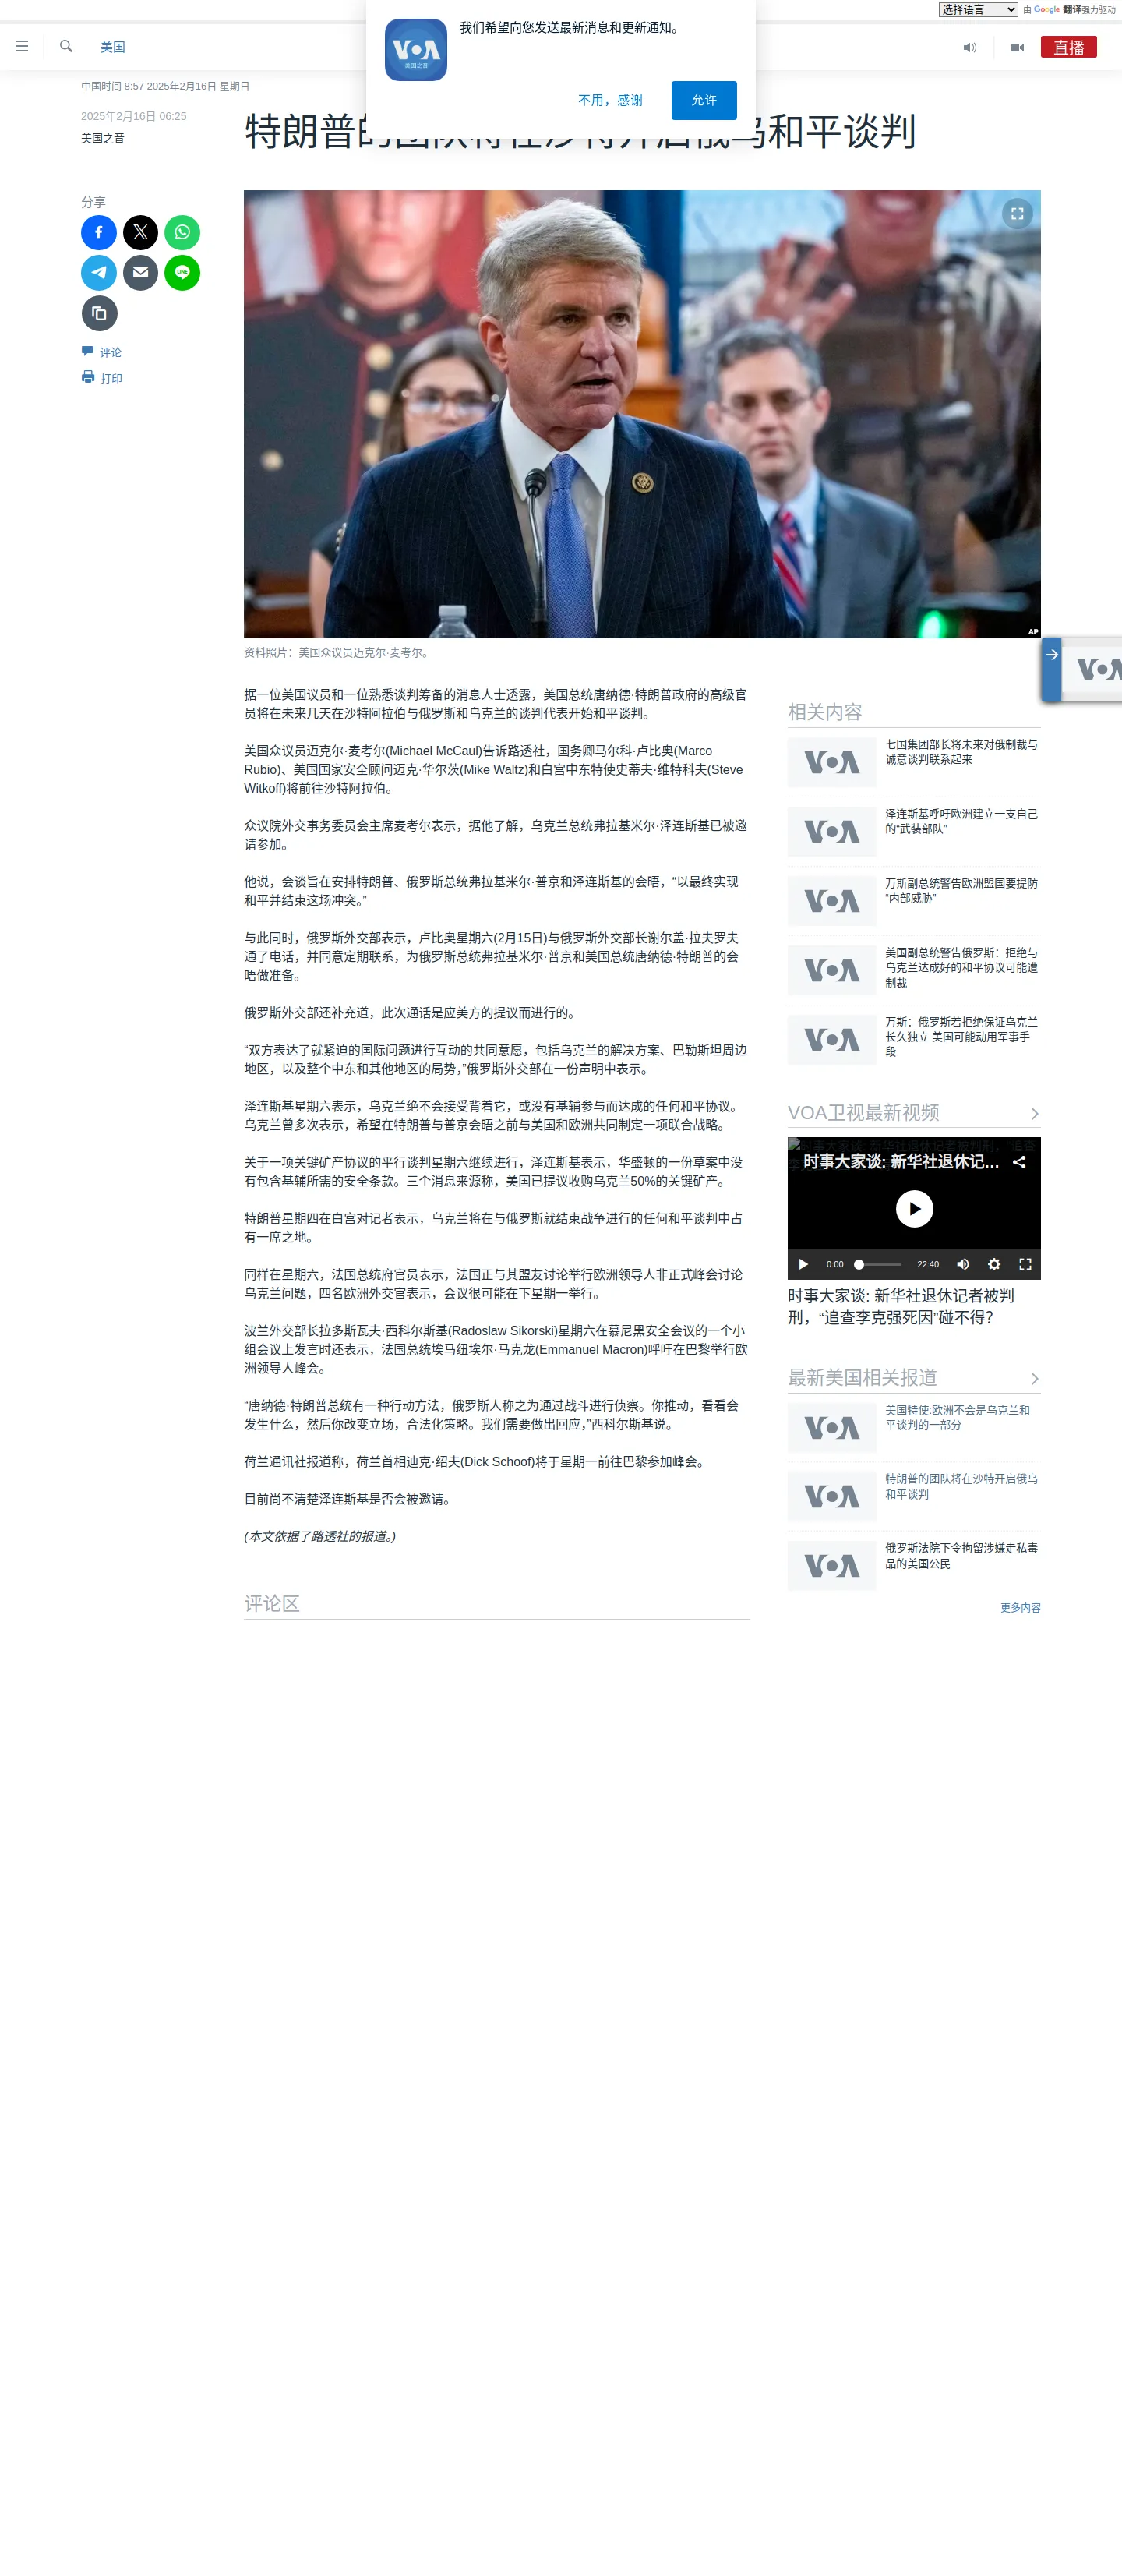 选择语言
由 Google 翻译强力驱动
我们希望向您发送最新消息和更新通知。
VOA
美国之音
不用，感谢
允许
美国
直播
中国时间 8:57 2025年2月16日 星期日
2025年2月16日 06:25
美国之音
特朗普的团队将在沙特开启俄乌和平谈判
分享
评论
打印
AP
资料照片：美国众议员迈克尔·麦考尔。
据一位美国议员和一位熟悉谈判筹备的消息人士透露，美国总统唐纳德·特朗普政府的高级官
员将在未来几天在沙特阿拉伯与俄罗斯和乌克兰的谈判代表开始和平谈判。
美国众议员迈克尔·麦考尔(Michael McCaul)告诉路透社，国务卿马尔科·卢比奥(Marco
Rubio)、美国国家安全顾问迈克·华尔茨(Mike Waltz)和白宫中东特使史蒂夫·维特科夫(Steve
Witkoff)将前往沙特阿拉伯。
众议院外交事务委员会主席麦考尔表示，据他了解，乌克兰总统弗拉基米尔·泽连斯基已被邀
请参加。
他说，会谈旨在安排特朗普、俄罗斯总统弗拉基米尔·普京和泽连斯基的会晤，“以最终实现
和平并结束这场冲突。”
与此同时，俄罗斯外交部表示，卢比奥星期六(2月15日)与俄罗斯外交部长谢尔盖·拉夫罗夫
通了电话，并同意定期联系，为俄罗斯总统弗拉基米尔·普京和美国总统唐纳德·特朗普的会
晤做准备。
俄罗斯外交部还补充道，此次通话是应美方的提议而进行的。
“双方表达了就紧迫的国际问题进行互动的共同意愿，包括乌克兰的解决方案、巴勒斯坦周边
地区，以及整个中东和其他地区的局势，”俄罗斯外交部在一份声明中表示。
泽连斯基星期六表示，乌克兰绝不会接受背着它，或没有基辅参与而达成的任何和平协议。
乌克兰曾多次表示，希望在特朗普与普京会晤之前与美国和欧洲共同制定一项联合战略。
关于一项关键矿产协议的平行谈判星期六继续进行，泽连斯基表示，华盛顿的一份草案中没
有包含基辅所需的安全条款。三个消息来源称，美国已提议收购乌克兰50%的关键矿产。
特朗普星期四在白宫对记者表示，乌克兰将在与俄罗斯就结束战争进行的任何和平谈判中占
有一席之地。
同样在星期六，法国总统府官员表示，法国正与其盟友讨论举行欧洲领导人非正式峰会讨论
乌克兰问题，四名欧洲外交官表示，会议很可能在下星期一举行。
波兰外交部长拉多斯瓦夫·西科尔斯基(Radoslaw Sikorski)星期六在慕尼黑安全会议的一个小
组会议上发言时还表示，法国总统埃马纽埃尔·马克龙(Emmanuel Macron)呼吁在巴黎举行欧
洲领导人峰会。
“唐纳德·特朗普总统有一种行动方法，俄罗斯人称之为通过战斗进行侦察。你推动，看看会
发生什么，然后你改变立场，合法化策略。我们需要做出回应，”西科尔斯基说。
荷兰通讯社报道称，荷兰首相迪克·绍夫(Dick Schoof)将于星期一前往巴黎参加峰会。
目前尚不清楚泽连斯基是否会被邀请。
(本文依据了路透社的报道。)
评论区
VOA
相关内容
VOA
七国集团部长将未来对俄制裁与
诚意谈判联系起来
VOA
泽连斯基呼吁欧洲建立一支自己
的“武装部队”
VOA
万斯副总统警告欧洲盟国要提防
“内部威胁”
VOA
美国副总统警告俄罗斯：拒绝与
乌克兰达成好的和平协议可能遭
制裁
VOA
万斯：俄罗斯若拒绝保证乌克兰
长久独立 美国可能动用军事手
段
VOA卫视最新视频
时事大家谈: 新华社退休记…
0:00
22:40
时事大家谈: 新华社退休记者被判
刑，“追查李克强死因”碰不得？
最新美国相关报道
VOA
美国特使:欧洲不会是乌克兰和
平谈判的一部分
VOA
特朗普的团队将在沙特开启俄乌
和平谈判
VOA
俄罗斯法院下令拘留涉嫌走私毒
品的美国公民
更多内容